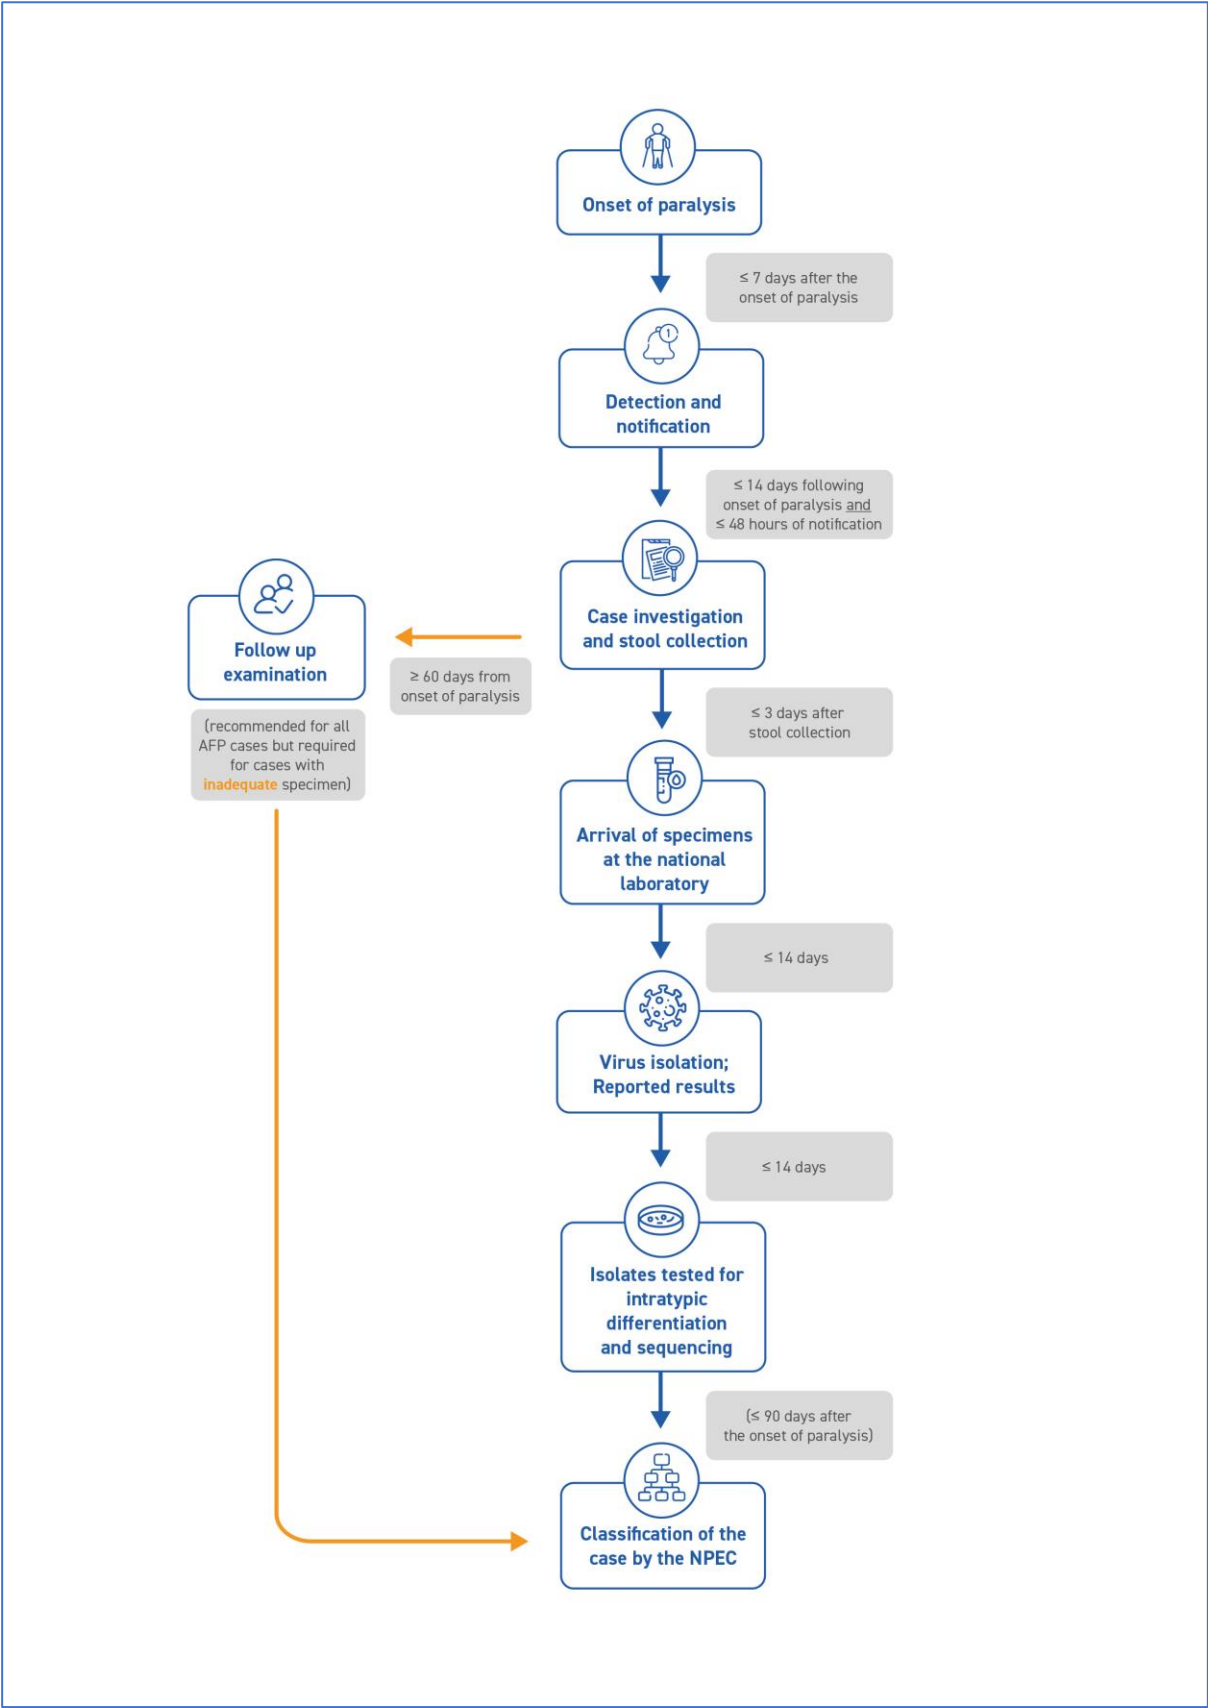 Onset of paralysis
≤ 7 days after the
onset of paralysis
1
Detection and
notification
≤ 14 days following
onset of paralysis and
≤ 48 hours of notification
Case investigation
and stool collection
≥ 60 days from
onset of paralysis
Follow up
examination
(recommended for all
AFP cases but required
for cases with
inadequate specimen)
≤ 3 days after
stool collection
Arrival of specimens
at the national
laboratory
≤ 14 days
Virus isolation;
Reported results
≤ 14 days
Isolates tested for
intratypic
differentiation
and sequencing
(≤ 90 days after
the onset of paralysis)
Classification of the
case by the NPEC